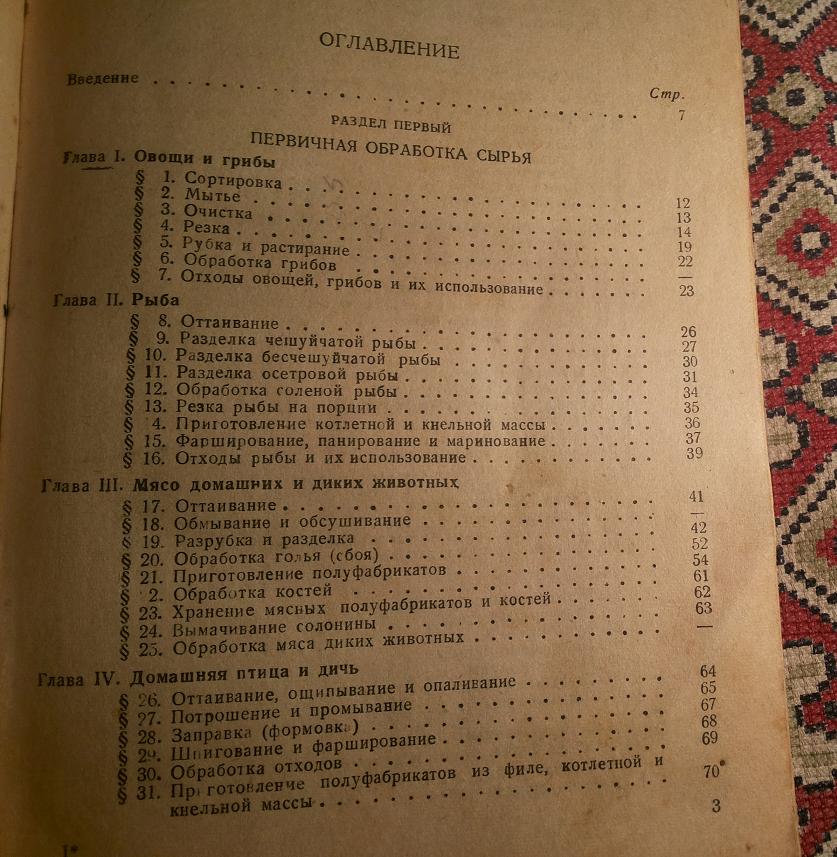 ОГЛАВЛЕНИЕ
Стр.
Введение . . . . . . . . . . . . . . . . . . . . . . . . 7
РАЗДЕЛ ПЕРВЫЙ
ПЕРВИЧНАЯ ОБРАБОТКА СЫРЬЯ
Глава I. Овощи и грибы
§ 1. Сортировка . . . . . . . . . . . . . . . . 12
§ 2. Мытье . . . . . . . . . . . . . . . . 13
§ 3. Очистка . . . . . . . . . . . . . . . . 14
§ 4. Резка . . . . . . . . . . . . . . . . 19
§ 5. Рубка и растирание . . . . . . . . . . . . 22
§ 6. Обработка грибов . . . . . . . . . . . . —
§ 7. Отходы овощей, грибов и их использование . . . . . . . 23
Глава II. Рыба
§ 8. Оттаивание . . . . . . . . . . . . . . . . 26
§ 9. Разделка чешуйчатой рыбы . . . . . . . . . . 27
§ 10. Разделка бесчешуйчатой рыбы . . . . . . . . . . 30
§ 11. Разделка осетровой рыбы . . . . . . . . . . 31
§ 12. Обработка соленой рыбы . . . . . . . . . . 34
§ 13. Резка рыбы на порции . . . . . . . . . . 35
§ 4. Приготовление котлетной и кнельной массы . . . . . . 36
§ 15. Фарширование, панирование и маринование . . . . . . 37
§ 16. Отходы рыбы и их использование . . . . . . . . . 39
Глава III. Мясо домашних и диких животных
§ 17. Оттаивание . . . . . . . . . . . . . . . . 41
§ 18. Обмывание и обсушивание . . . . . . . . . . —
§ 19. Разрубка и разделка . . . . . . . . . . . . 42
§ 20. Обработка голья (сбоя) . . . . . . . . . . . 52
§ 21. Приготовление полуфабрикатов . . . . . . . . . 54
§ 2. Обработка костей . . . . . . . . . . . . 61
§ 23. Хранение мясных полуфабрикатов и костей . . . . . . 62
§ 24. Вымачивание солонины . . . . . . . . . . . . 63
§ 25. Обработка мяса диких животных . . . . . . . . . —
Глава IV. Домашняя птица и дичь
§ 26. Оттаивание, ощипывание и опаливание . . . . . . . 64
§ 27. Потрошение и промывание . . . . . . . . . . 65
§ 28. Заправка (формовка) . . . . . . . . . . . . 67
§ 29. Шпигование и фарширование . . . . . . . . . . 68
§ 30. Обработка отходов . . . . . . . . . . . . 69
§ 31. Приготовление полуфабрикатов из филе, котлетной и
кнельной массы . . . . . . . . . . . . . . 70
3
1*